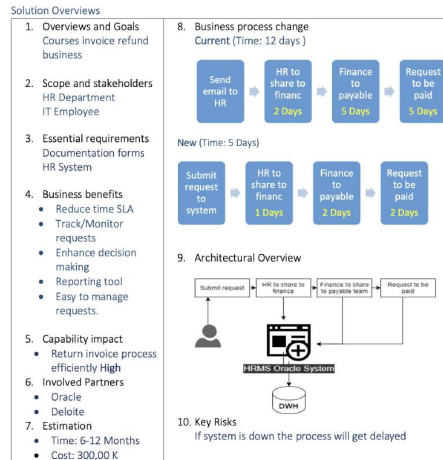 Solution Overviews
1. Overviews and Goals
Courses invoice refund
business
2. Scope and stakeholders
HR Department
IT Employee
3. Essential requirements
Documentation forms
HR System
4. Business benefits
• Reduce time SLA
• Track/Monitor
requests
• Enhance decision
making
• Reporting tool
• Easy to manage
requests.
5. Capability impact
• Return invoice process
efficiently High
6. Involved Partners
• Oracle
• Deloite
7. Estimation
• Time: 6-12 Months
• Cost: 300,00 K
8. Business process change
Current (Time: 12 days )
Send
email to
HR
HR to
share to
financ
2 Days
Finance
to
payable
5 Days
Request
to be
paid
5 Days
New (Time: 5 Days)
Submit
request
to
system
HR to
share to
financ
1 Days
Finance
to
payable
2 Days
Request
to be
paid
2 Days
9. Architectural Overview
Submit request
HR to share to
finance
Finance to share
to payable team
Request to be
paid
HRMS Oracle System
DWH
10. Key Risks
If system is down the process will get delayed